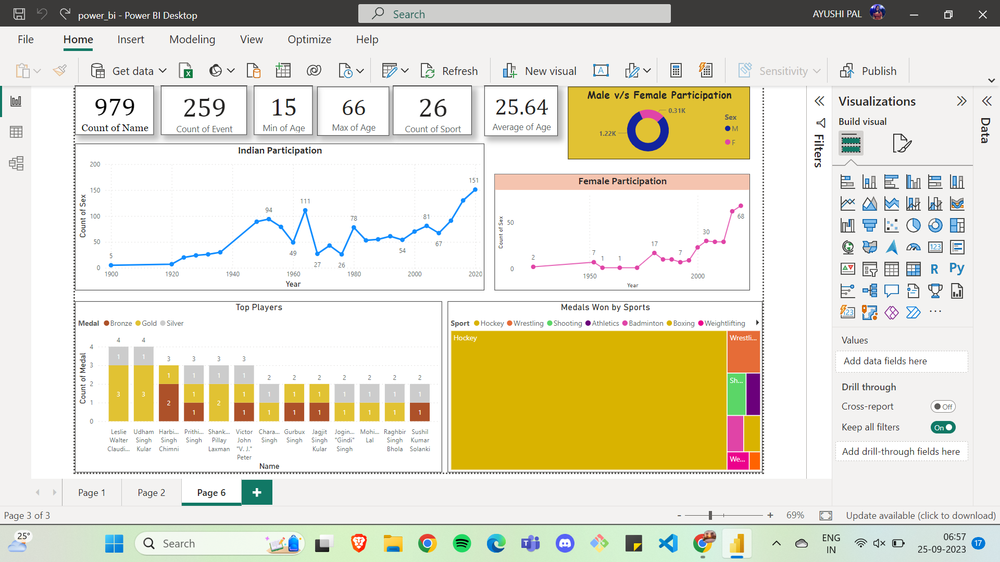 power_bi - Power BI Desktop
Search
AYUSHI PAL
File
Home
Insert
Modeling
View
Optimize
Help
Get data
Refresh
New visual
Sensitivity
Publish
979
Count of Name
259
Count of Event
15
Min of Age
66
Max of Age
26
Count of Sport
25.64
Average of Age
Male v/s Female Participation
0.31K
1.22K
Sex
M
F
Indian Participation
Count of Sex
200
150
100
50
0
5
94
49
111
27
26
78
54
81
67
151
1900
1920
1940
1960
1980
2000
2020
Year
Female Participation
Count of Sex
50
0
2
7
1
1
17
7
30
68
1950
2000
Year
Top Players
Medal
Bronze
Gold
Silver
Count of Medal
4
3
2
1
0
4
4
3
3
3
3
2
2
2
2
2
2
2
1
1
1
1
1
1
1
1
1
1
1
1
1
3
3
2
1
2
1
1
1
1
1
1
1
1
1
1
1
Leslie
Walter
Claudi...
Udham
Singh
Kular
Harbi...
Singh
Chimni
Prithi...
Singh
Shank...
Pillay
Laxman
Victor
John
"V. J."
Peter
Chara...
Singh
Gurbux
Singh
Jagjit
Singh
Kular
Jogin...
"Gindi"
Singh
Mohi...
Lal
Raghbir
Singh
Bhola
Sushil
Kumar
Solanki
Name
Medals Won by Sports
Sport
Hockey
Wrestling
Shooting
Athletics
Badminton
Boxing
Weightlifting
Hockey
Wrestli...
Sh...
We...
Filters
Visualizations
Build visual
123
R
Py
123
...
Values
Add data fields here
Drill through
Cross-report
Off
Keep all filters
On
Add drill-through fields here
Data
Page 1
Page 2
Page 6
+
Page 3 of 3
-
+
69%
Update available (click to download)
25°
Search
ENG
IN
06:57
25-09-2023
17